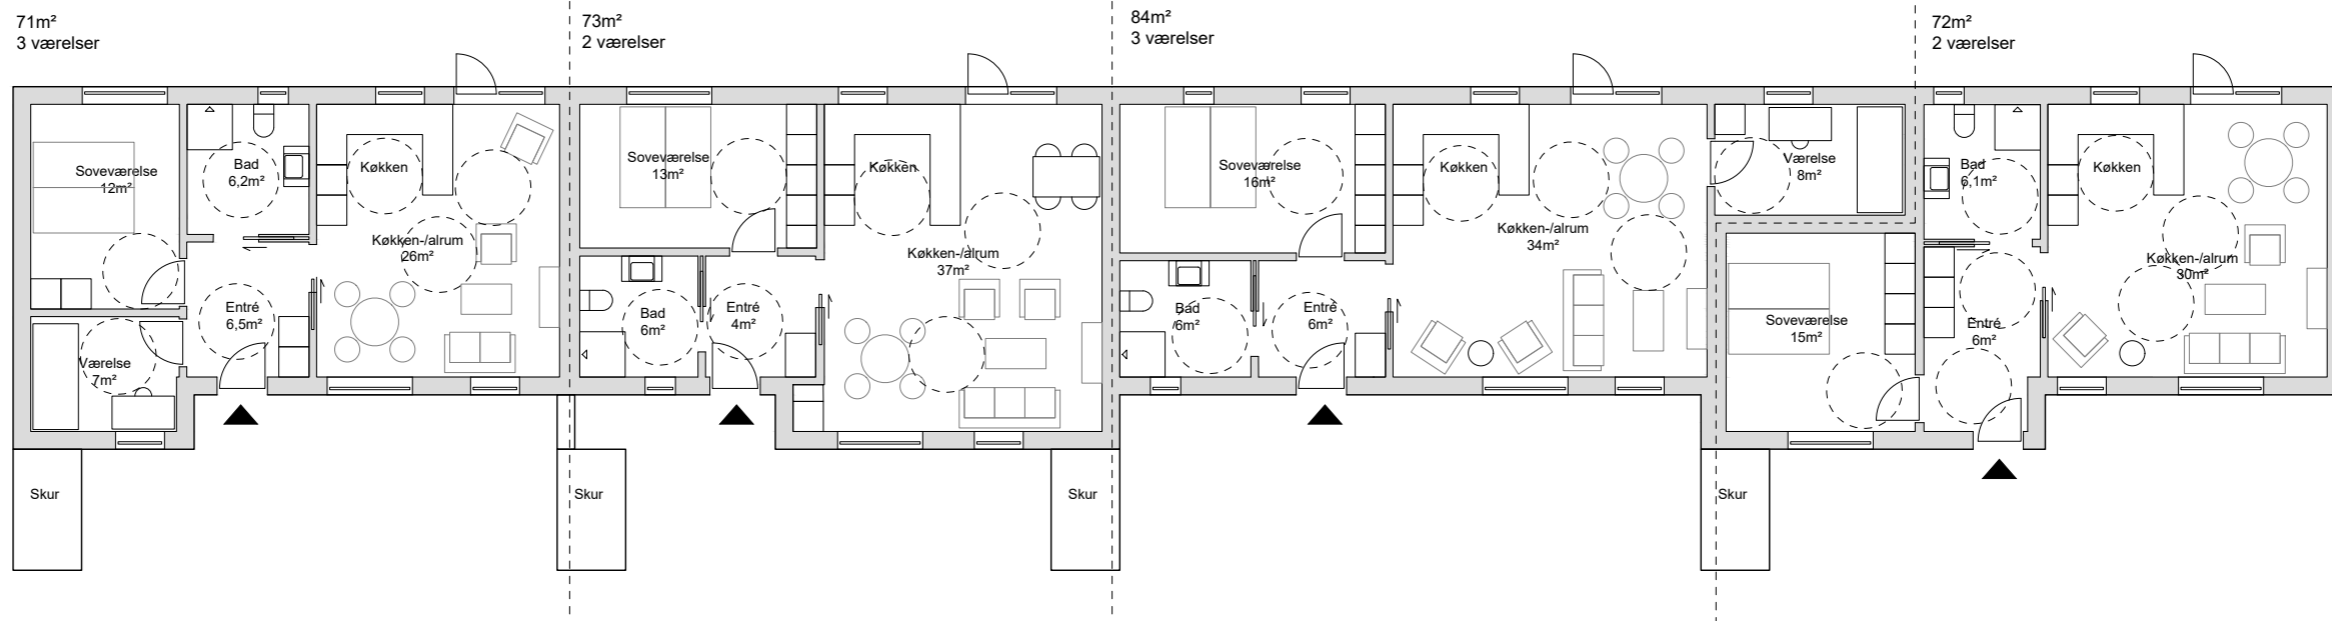 71m²
3 værelser
73m²
2 værelser
84m²
3 værelser
72m²
2 værelser
Soveværelse
12m²
Bad
6,2m²
Køkken
Køkken-/alrum
26m²
Entré
6,5m²
Værelse
7m²
Skur
Soveværelse
13m²
Køkken
Køkken-/alrum
37m²
Bad
6m²
Entré
4m²
Skur
Soveværelse
16m²
Køkken
Køkken-/alrum
34m²
Værelse
8m²
Bad
6m²
Entré
6m²
Skur
Soveværelse
15m²
Bad
6,1m²
Køkken
Køkken-/alrum
30m²
Entré
6m²
Skur